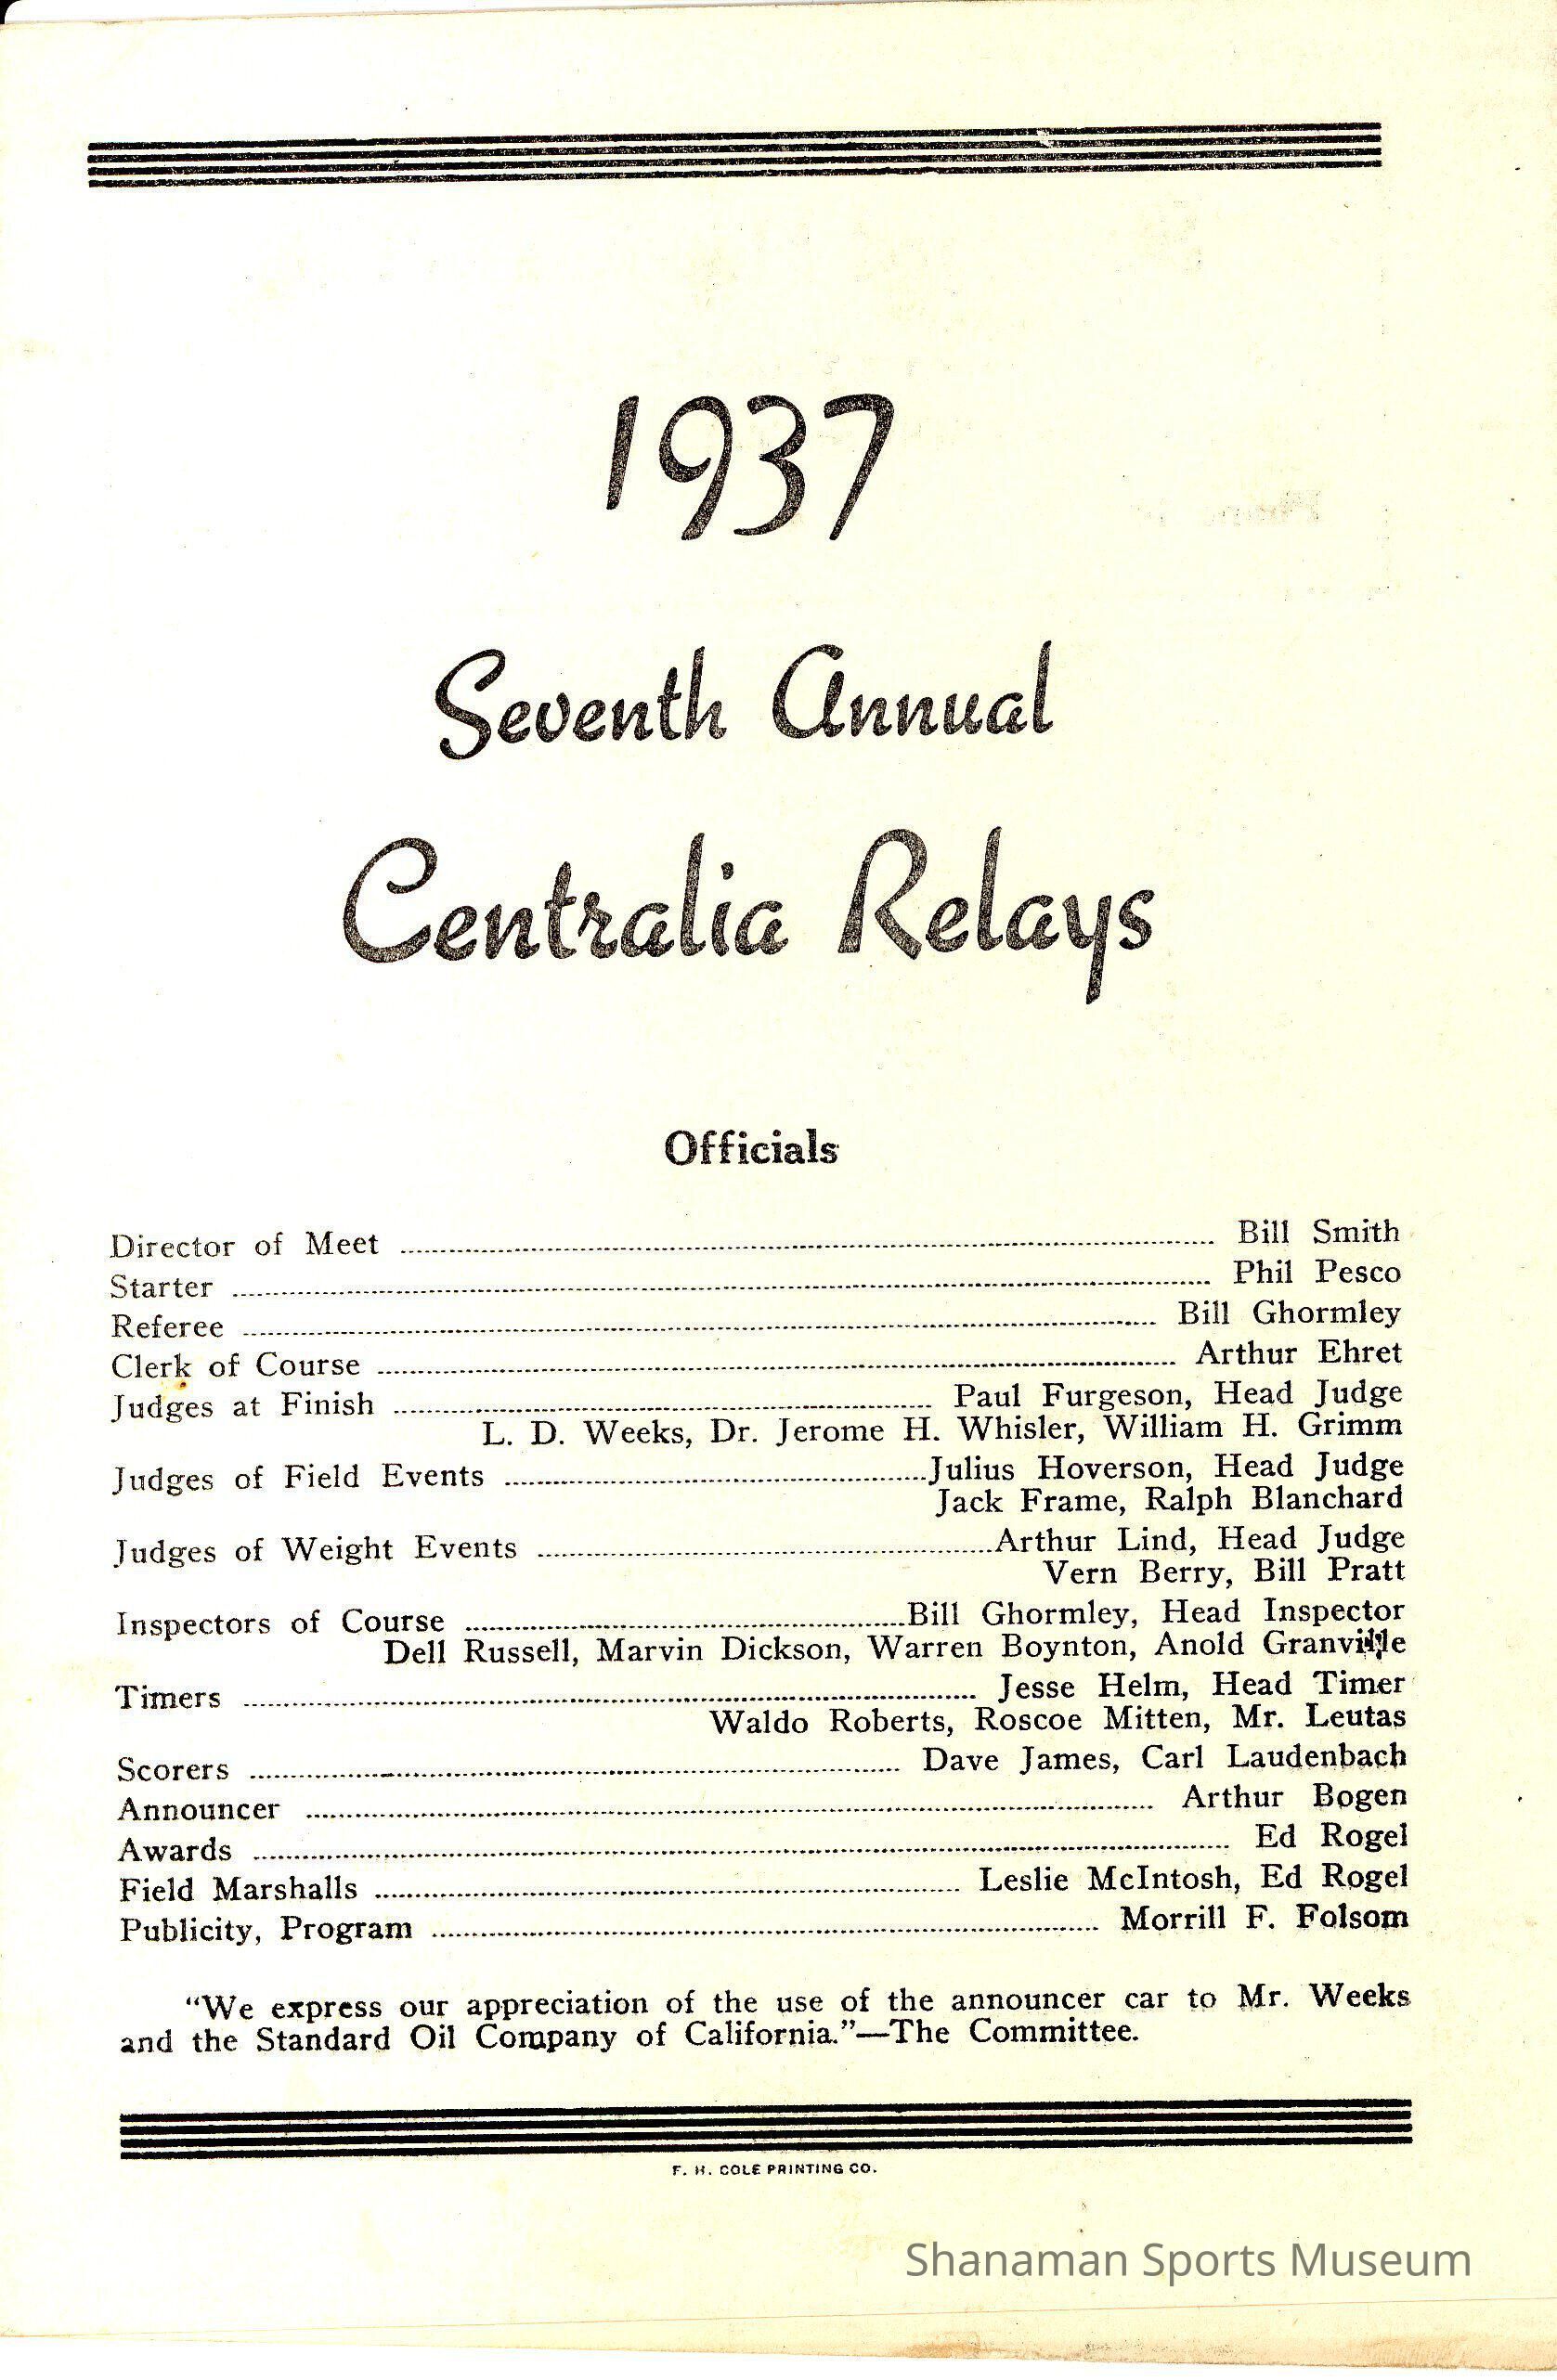 1937
Seventh Annual
Centralia Relays
Officials
Director of Meet ........ Bill Smith
Starter ........ Phil Pesco
Referee ........ Bill Ghormley
Clerk of Course ........ Arthur Ehret
Judges at Finish ........ Paul Furgeson, Head Judge
L. D. Weeks, Dr. Jerome H. Whisler, William H. Grimm
Judges of Field Events ........Julius Hoverson, Head Judge
Jack Frame, Ralph Blanchard
Judges of Weight Events ........Arthur Lind, Head Judge
Vern Berry, Bill Pratt
Inspectors of Course ........Bill Ghormley, Head Inspector
Dell Russell, Marvin Dickson, Warren Boynton, Anold
Timers ........ Jesse Helm, Head Timer
Waldo Roberts, Roscoe Mitten, Mr. Leutas
Scorers ........ Dave James, Carl Laudenbach
Announcer ........ Arthur Bogen
Awards ........ Ed Rogel
Field Marshalls ........ Leslie McIntosh, Ed Rogel
Publicity, Program ........ Morrill F. Folsom
"We express our appreciation of the use of the announcer car to Mr. Weeks
and the Standard Oil Company of California."—The Committee.
F. H. COLE PRINTING CO.
Shanaman Sports Museum